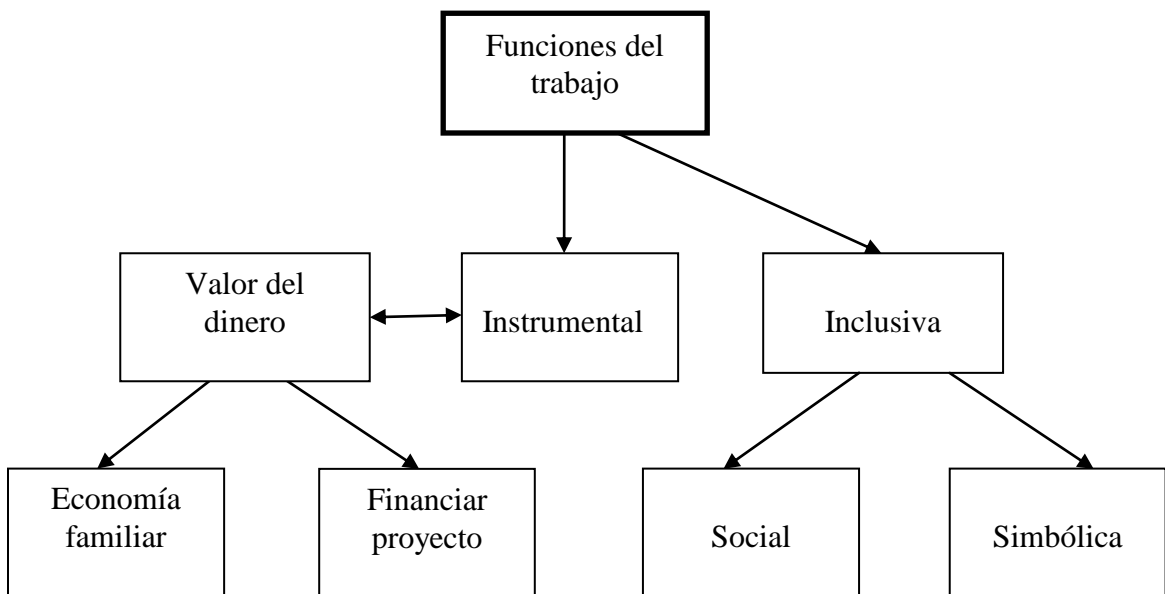 Funciones del
trabajo
Valor del
dinero
Instrumental
Inclusiva
Economía
familiar
Financiar
proyecto
Social
Simbólica